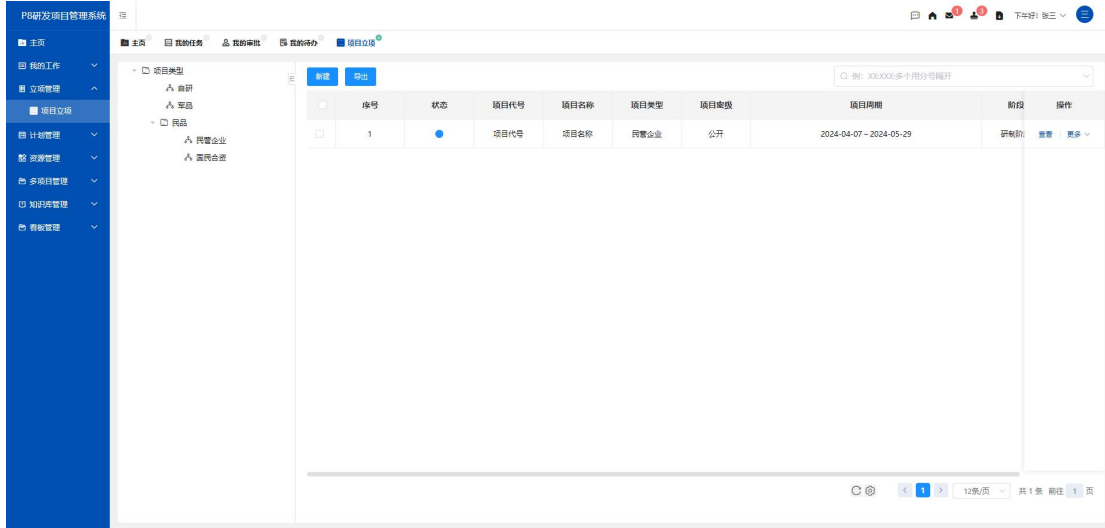 P8研发项目管理系统
1
3
下午好! 张三
三
主页
我的工作
立项管理
项目立项
计划管理
资源管理
多项目管理
知识库管理
看板管理
主页 我的任务 我的审批 我的待办 项目立项
项目类型
自研
军品
民品
民营企业
国民合资
新建 导出 例：XX;XXX;多个用分号隔开
序号 状态 项目代号 项目名称 项目类型 项目密级 项目周期 阶段 操作
1 项目代号 项目名称 民营企业 公开 2024-04-07 ~ 2024-05-29 研制阶 查看 更多
1 12条/页 共 1 条 前往 1 页